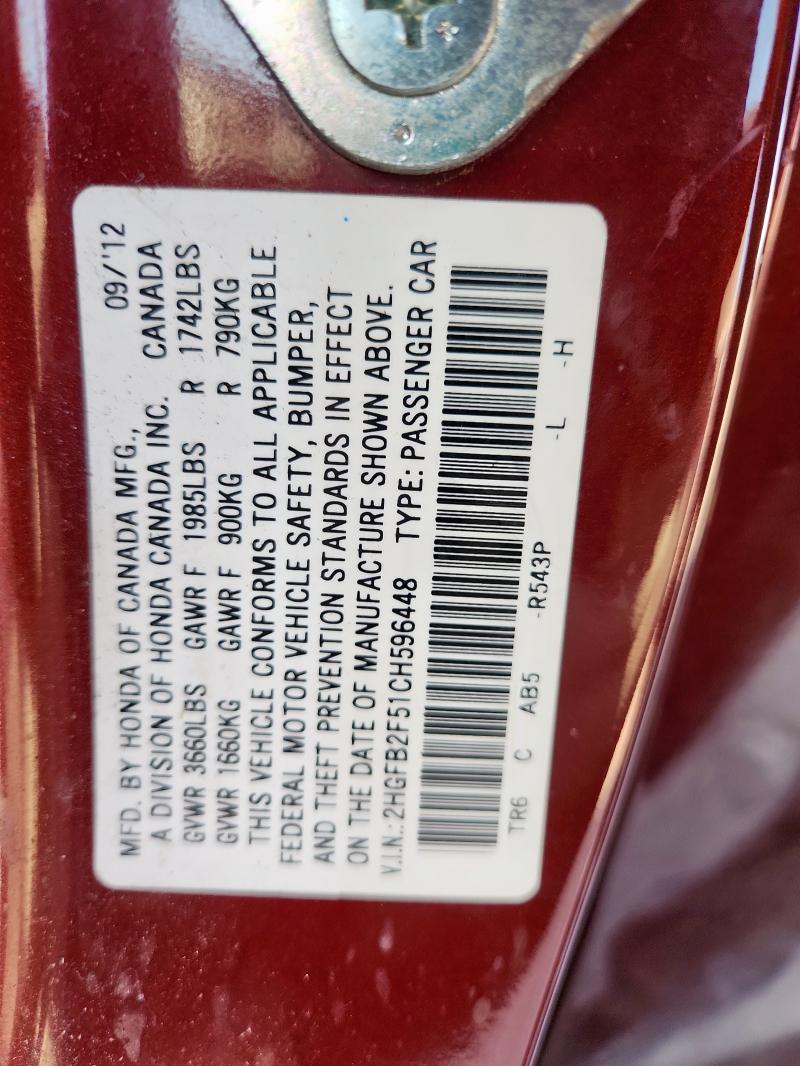 MFD. BY HONDA OF CANADA MFG., 09/'12
A DIVISION OF HONDA CANADA INC. CANADA
GVWR 3660LBS GAWR F 1985LBS R 1742LBS
GVWR 1660KG GAWR F 900KG R 790KG
THIS VEHICLE CONFORMS TO ALL APPLICABLE
FEDERAL MOTOR VEHICLE SAFETY, BUMPER,
AND THEFT PREVENTION STANDARDS IN EFFECT
ON THE DATE OF MANUFACTURE SHOWN ABOVE.
V.I.N.: 2HGFB2F51CH596448 TYPE: PASSENGER CAR
TR6 C AB5 -R543P -L -H